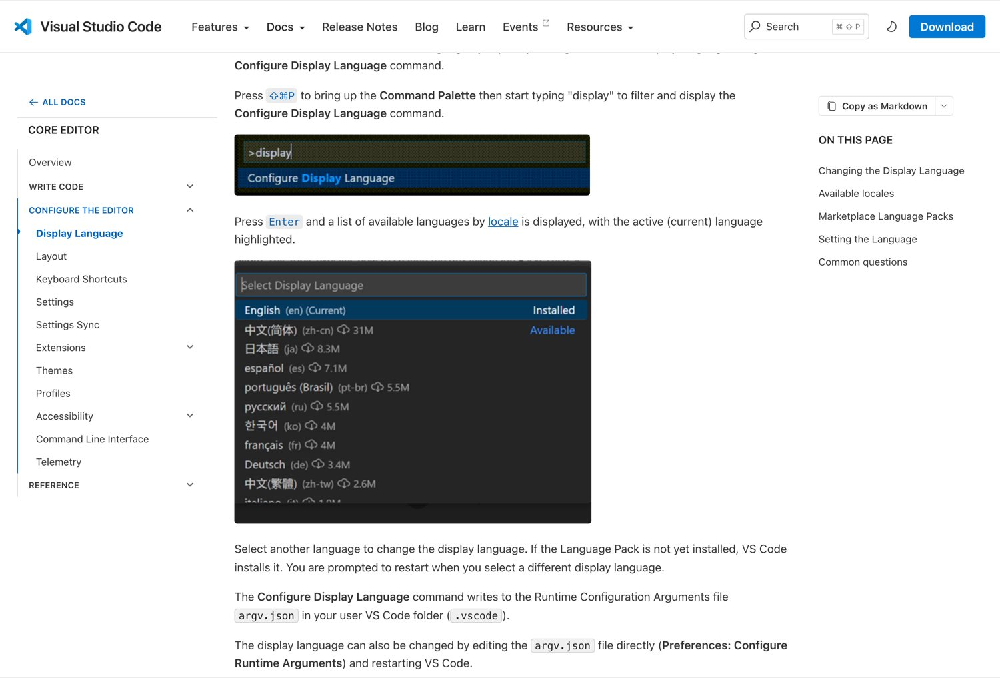 Visual Studio Code
Features
Docs
Release Notes
Blog
Learn
Events
Resources
Search
⌘ ⇧ P
Download
← ALL DOCS
CORE EDITOR
Overview
WRITE CODE
CONFIGURE THE EDITOR
Display Language
Layout
Keyboard Shortcuts
Settings
Settings Sync
Extensions
Themes
Profiles
Accessibility
Command Line Interface
Telemetry
REFERENCE
Configure Display Language command.
Press ⇧⌘P to bring up the Command Palette then start typing "display" to filter and display the
Configure Display Language command.
>display
Configure Display Language
Press Enter and a list of available languages by locale is displayed, with the active (current) language
highlighted.
Select Display Language
English (en) (Current) Installed
中文(简体) (zh-cn) 31M Available
日本語 (ja) 8.3M
español (es) 7.1M
português (Brasil) (pt-br) 5.5M
русский (ru) 5.5M
한국어 (ko) 4M
français (fr) 4M
Deutsch (de) 3.4M
中文(繁體) (zh-tw) 2.6M
italiano (it)
Select another language to change the display language. If the Language Pack is not yet installed, VS Code
installs it. You are prompted to restart when you select a different display language.
The Configure Display Language command writes to the Runtime Configuration Arguments file
argv.json in your user VS Code folder (.vscode).
The display language can also be changed by editing the argv.json file directly (Preferences: Configure
Runtime Arguments) and restarting VS Code.
Copy as Markdown
ON THIS PAGE
Changing the Display Language
Available locales
Marketplace Language Packs
Setting the Language
Common questions